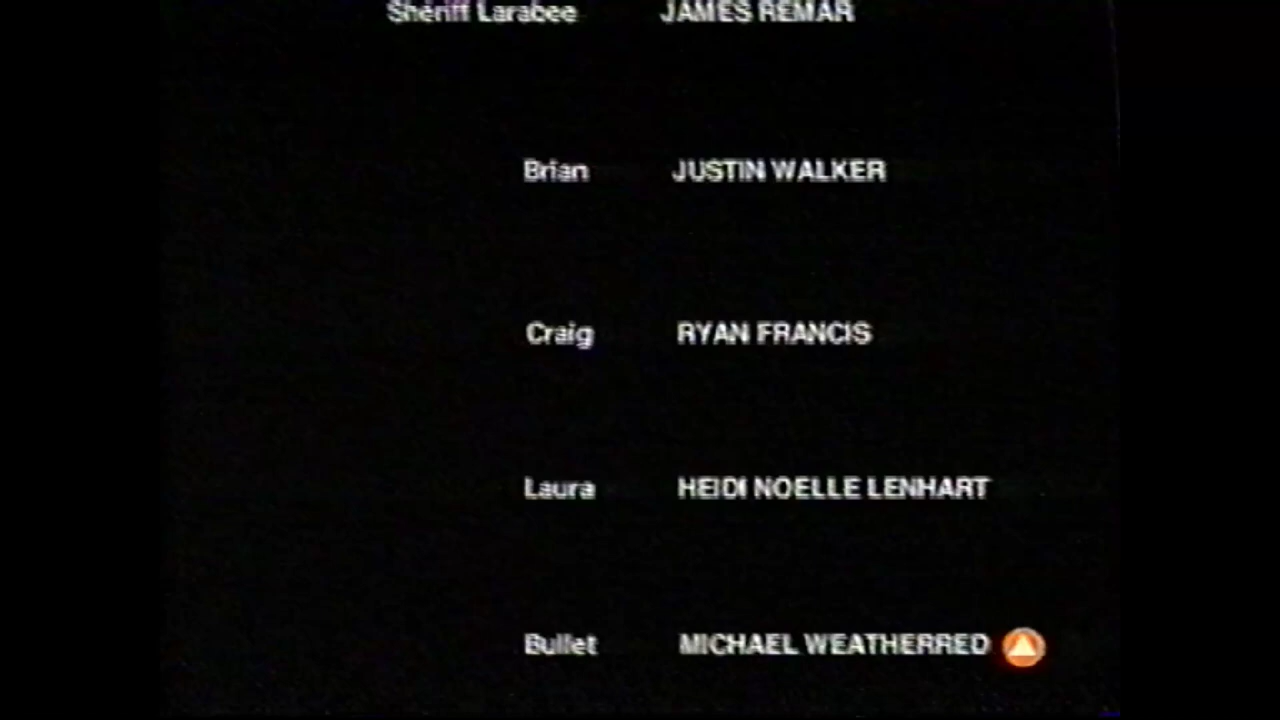 Sheriff Larabee JAMES REMAR
Brian JUSTIN WALKER
Craig RYAN FRANCIS
Laura HEIDI NOELLE LENHART
Bullet MICHAEL WEATHERRED